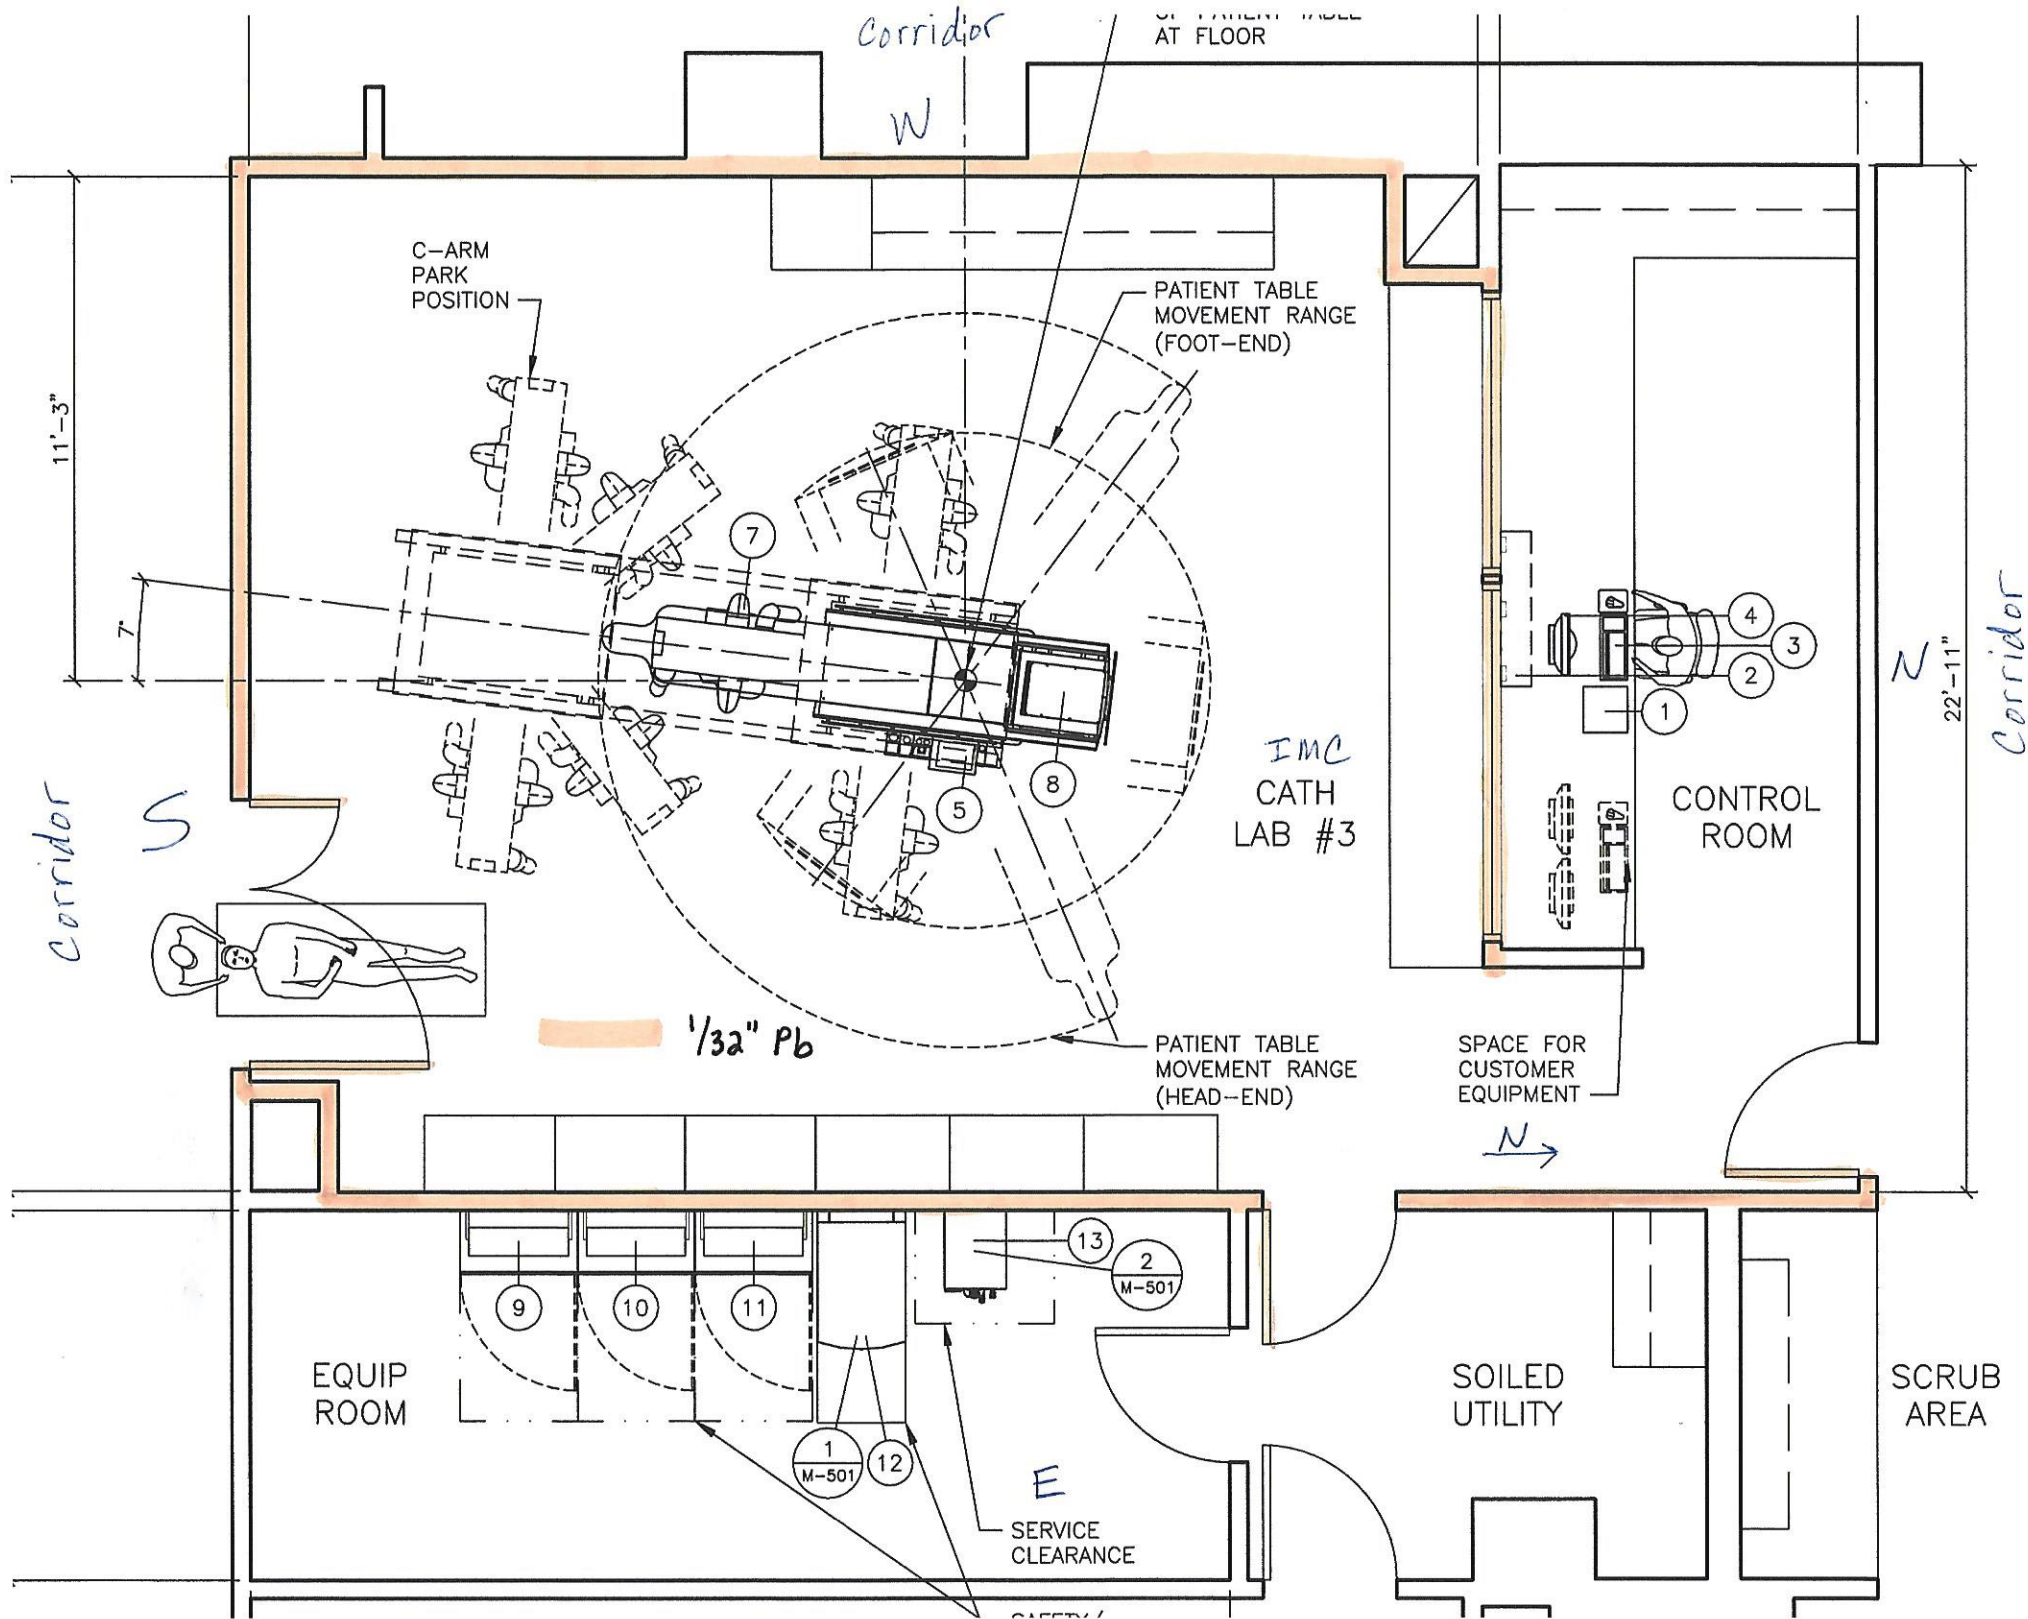 Corridor
AT FLOOR
W
C-ARM
PARK
POSITION
PATIENT TABLE
MOVEMENT RANGE
(FOOT-END)
11'-3"
7°
7
4
3
2
1
N
22'-11"
Corridor
IMC
CATH
LAB #3
5
8
CONTROL
ROOM
Corridor
S
1/32" Pb
PATIENT TABLE
MOVEMENT RANGE
(HEAD-END)
SPACE FOR
CUSTOMER
EQUIPMENT
N
13
2
M-501
9
10
11
EQUIP
ROOM
SOILED
UTILITY
SCRUB
AREA
1
M-501
12
E
SERVICE
CLEARANCE